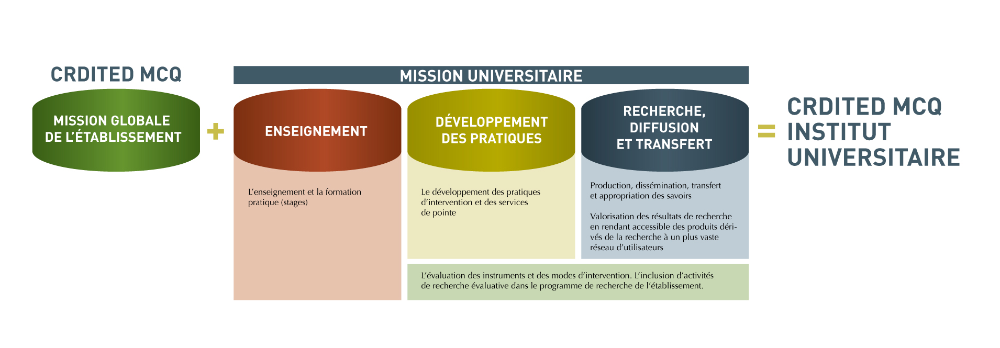 CRDITED MCQ
MISSION GLOBALE
DE L’ÉTABLISSEMENT
+
MISSION UNIVERSITAIRE
ENSEIGNEMENT
L’enseignement et la formation
pratique (stages)
DÉVELOPPEMENT
DES PRATIQUES
Le développement des pratiques
d’intervention et des services
de pointe
RECHERCHE,
DIFFUSION
ET TRANSFERT
Production, dissémination, transfert
et appropriation des savoirs
Valorisation des résultats de recherche
en rendant accessible des produits déri-
vés de la recherche à un plus vaste
réseau d’utilisateurs
L’évaluation des instruments et des modes d’intervention. L’inclusion d’activités
de recherche évaluative dans le programme de recherche de l’établissement.
=
CRDITED MCQ
INSTITUT
UNIVERSITAIRE